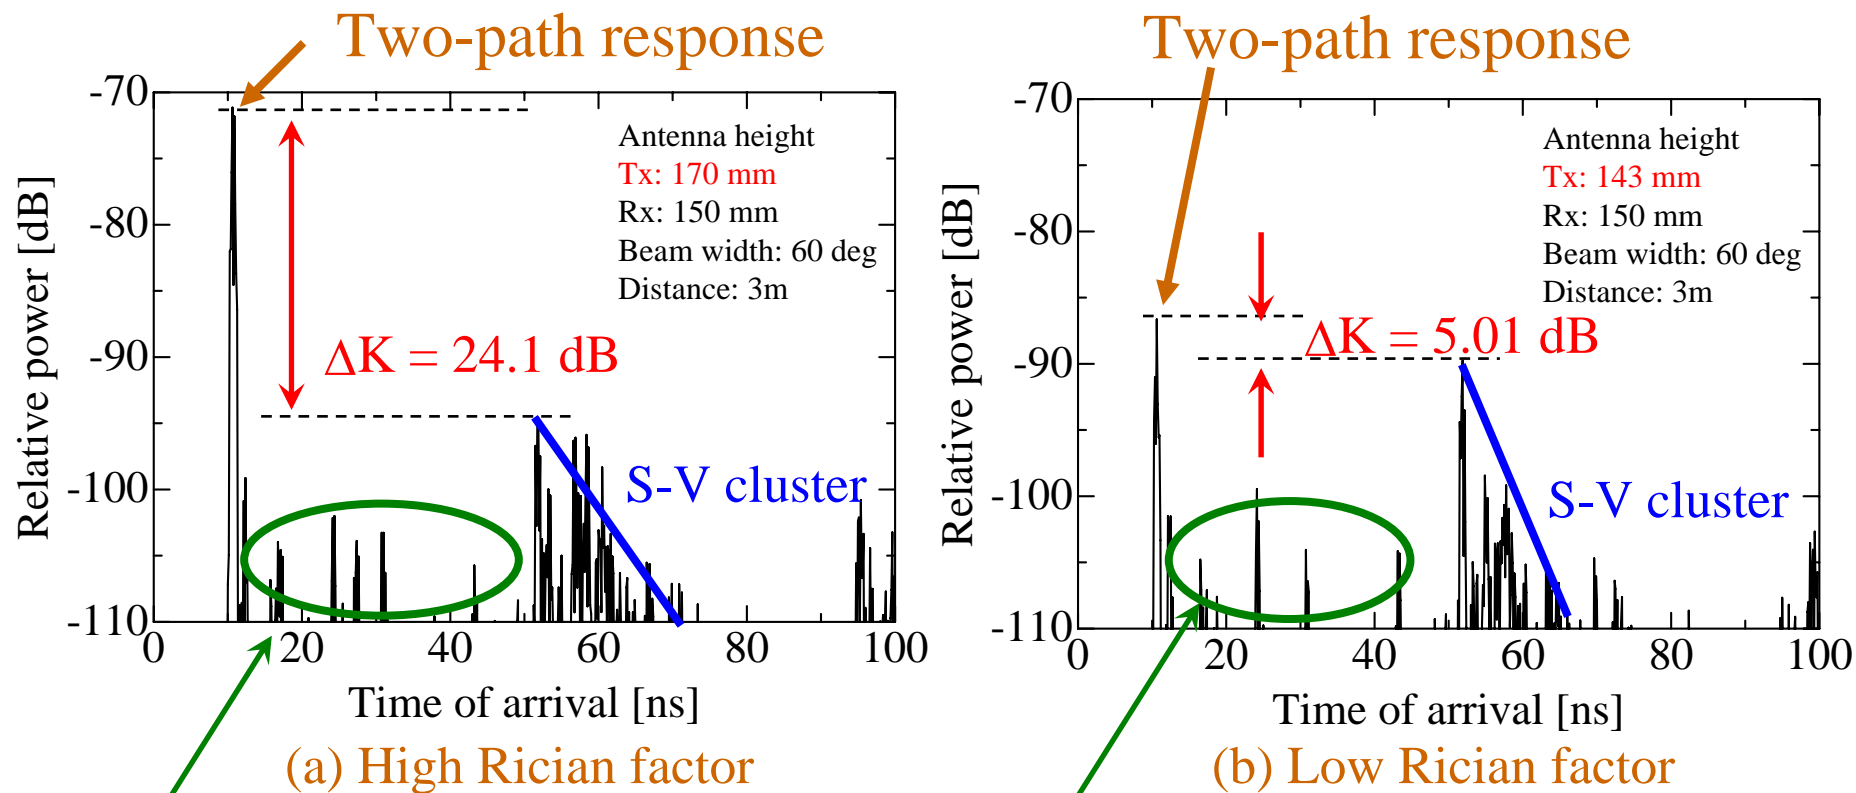 Two-path response
-70
-80
-90
-100
-110
Relative power [dB]
Antenna height
Tx: 170 mm
Rx: 150 mm
Beam width: 60 deg
Distance: 3m
ΔK = 24.1 dB
S-V cluster
0 20 40 60 80 100
Time of arrival [ns]
(a) High Rician factor
Two-path response
-70
-80
-90
-100
-110
Relative power [dB]
Antenna height
Tx: 143 mm
Rx: 150 mm
Beam width: 60 deg
Distance: 3m
ΔK = 5.01 dB
S-V cluster
0 20 40 60 80 100
Time of arrival [ns]
(b) Low Rician factor